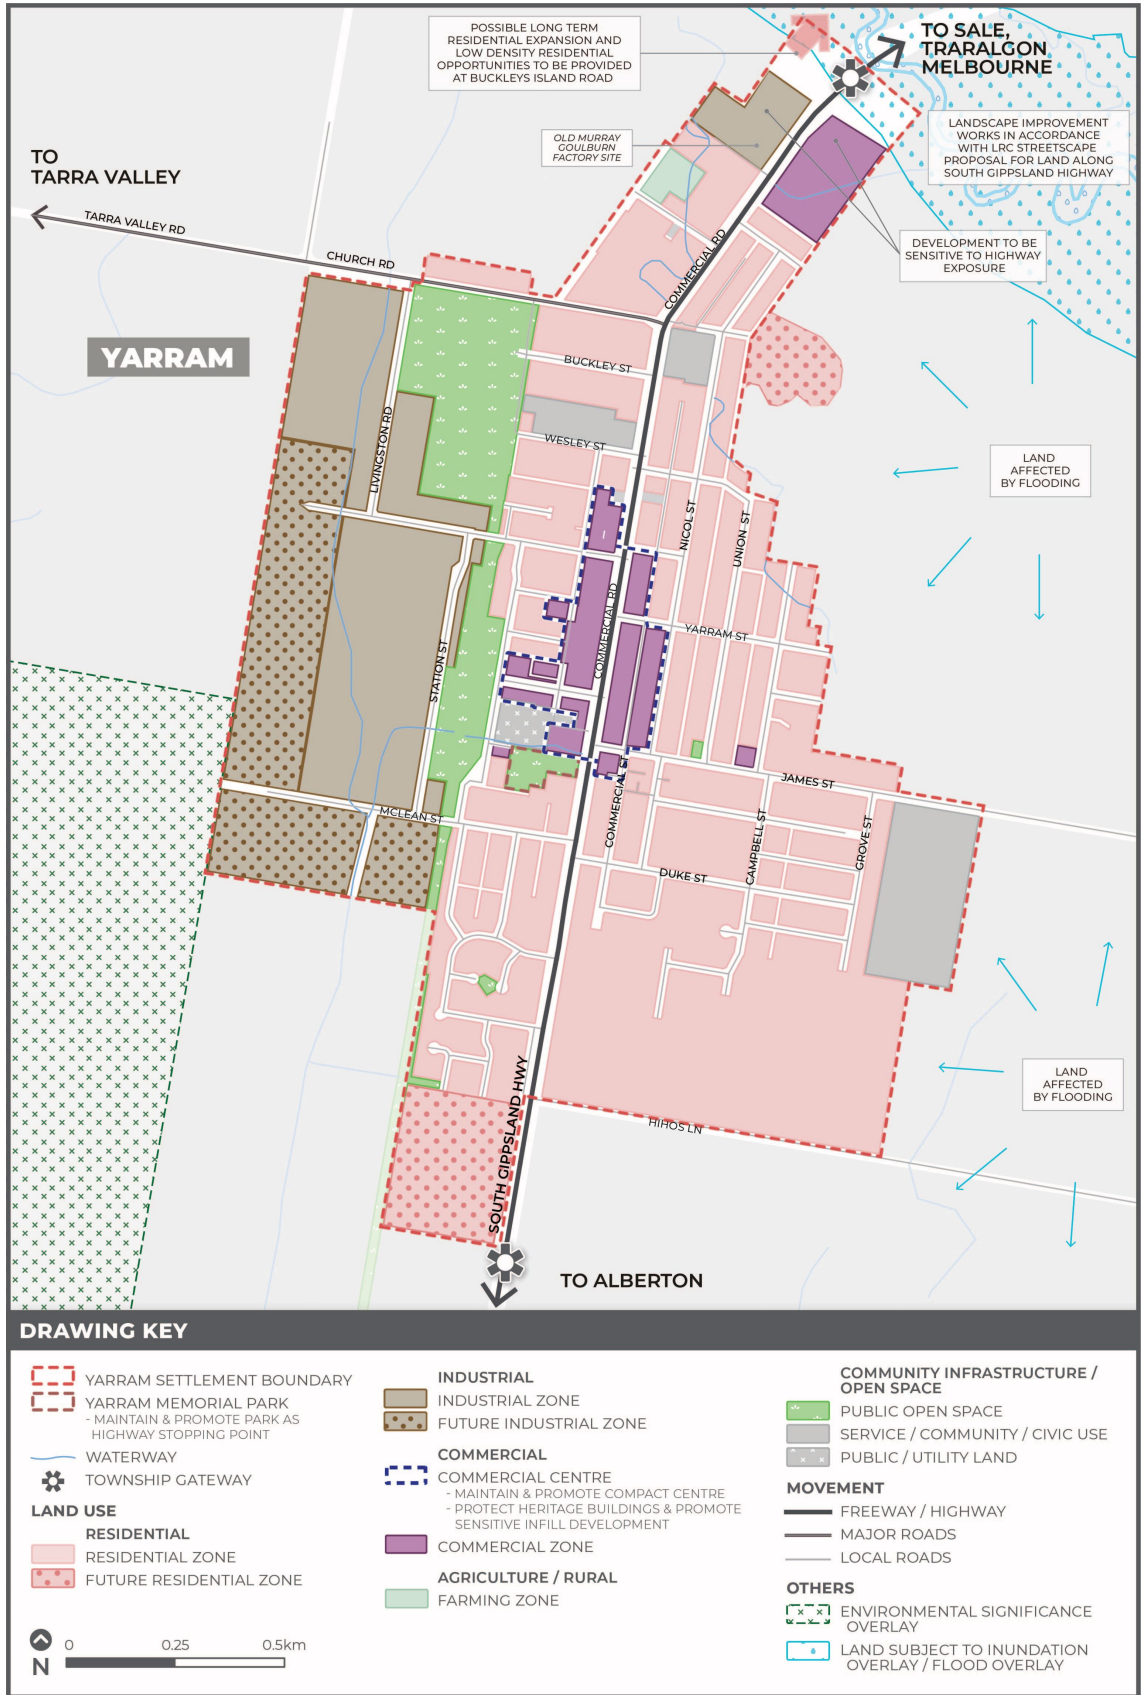 POSSIBLE LONG TERM
RESIDENTIAL EXPANSION AND
LOW DENSITY RESIDENTIAL
OPPORTUNITIES TO BE PROVIDED
AT BUCKLEYS ISLAND ROAD
TO SALE,
TRARALGON
MELBOURNE
LANDSCAPE IMPROVEMENT
WORKS IN ACCORDANCE
WITH LRC STREETSCAPE
PROPOSAL FOR LAND ALONG
SOUTH GIPPSLAND HIGHWAY
OLD MURRAY
GOULBURN
FACTORY SITE
TO
TARRA VALLEY
TARRA VALLEY RD
CHURCH RD
COMMERCIAL RD
DEVELOPMENT TO BE
SENSITIVE TO HIGHWAY
EXPOSURE
YARRAM
BUCKLEY ST
LIVINGSTON RD
WESLEY ST
LAND
AFFECTED
BY FLOODING
NICOL ST
UNION ST
COMMERCIAL RD
YARRAM ST
STATION ST
JAMES ST
MCLEAN ST
COMMERCIAL ST
CAMPBELL ST
GROVE ST
DUKE ST
LAND
AFFECTED
BY FLOODING
SOUTH GIPPSLAND HWY
HIHOS LN
TO ALBERTON
DRAWING KEY
YARRAM SETTLEMENT BOUNDARY
YARRAM MEMORIAL PARK
- MAINTAIN & PROMOTE PARK AS
HIGHWAY STOPPING POINT
WATERWAY
TOWNSHIP GATEWAY
LAND USE
RESIDENTIAL
RESIDENTIAL ZONE
FUTURE RESIDENTIAL ZONE
N
0 0.25 0.5km
INDUSTRIAL
INDUSTRIAL ZONE
FUTURE INDUSTRIAL ZONE
COMMERCIAL
COMMERCIAL CENTRE
- MAINTAIN & PROMOTE COMPACT CENTRE
- PROTECT HERITAGE BUILDINGS & PROMOTE
SENSITIVE INFILL DEVELOPMENT
COMMERCIAL ZONE
AGRICULTURE / RURAL
FARMING ZONE
COMMUNITY INFRASTRUCTURE /
OPEN SPACE
PUBLIC OPEN SPACE
SERVICE / COMMUNITY / CIVIC USE
PUBLIC / UTILITY LAND
MOVEMENT
FREEWAY / HIGHWAY
MAJOR ROADS
LOCAL ROADS
OTHERS
ENVIRONMENTAL SIGNIFICANCE
OVERLAY
LAND SUBJECT TO INUNDATION
OVERLAY / FLOOD OVERLAY